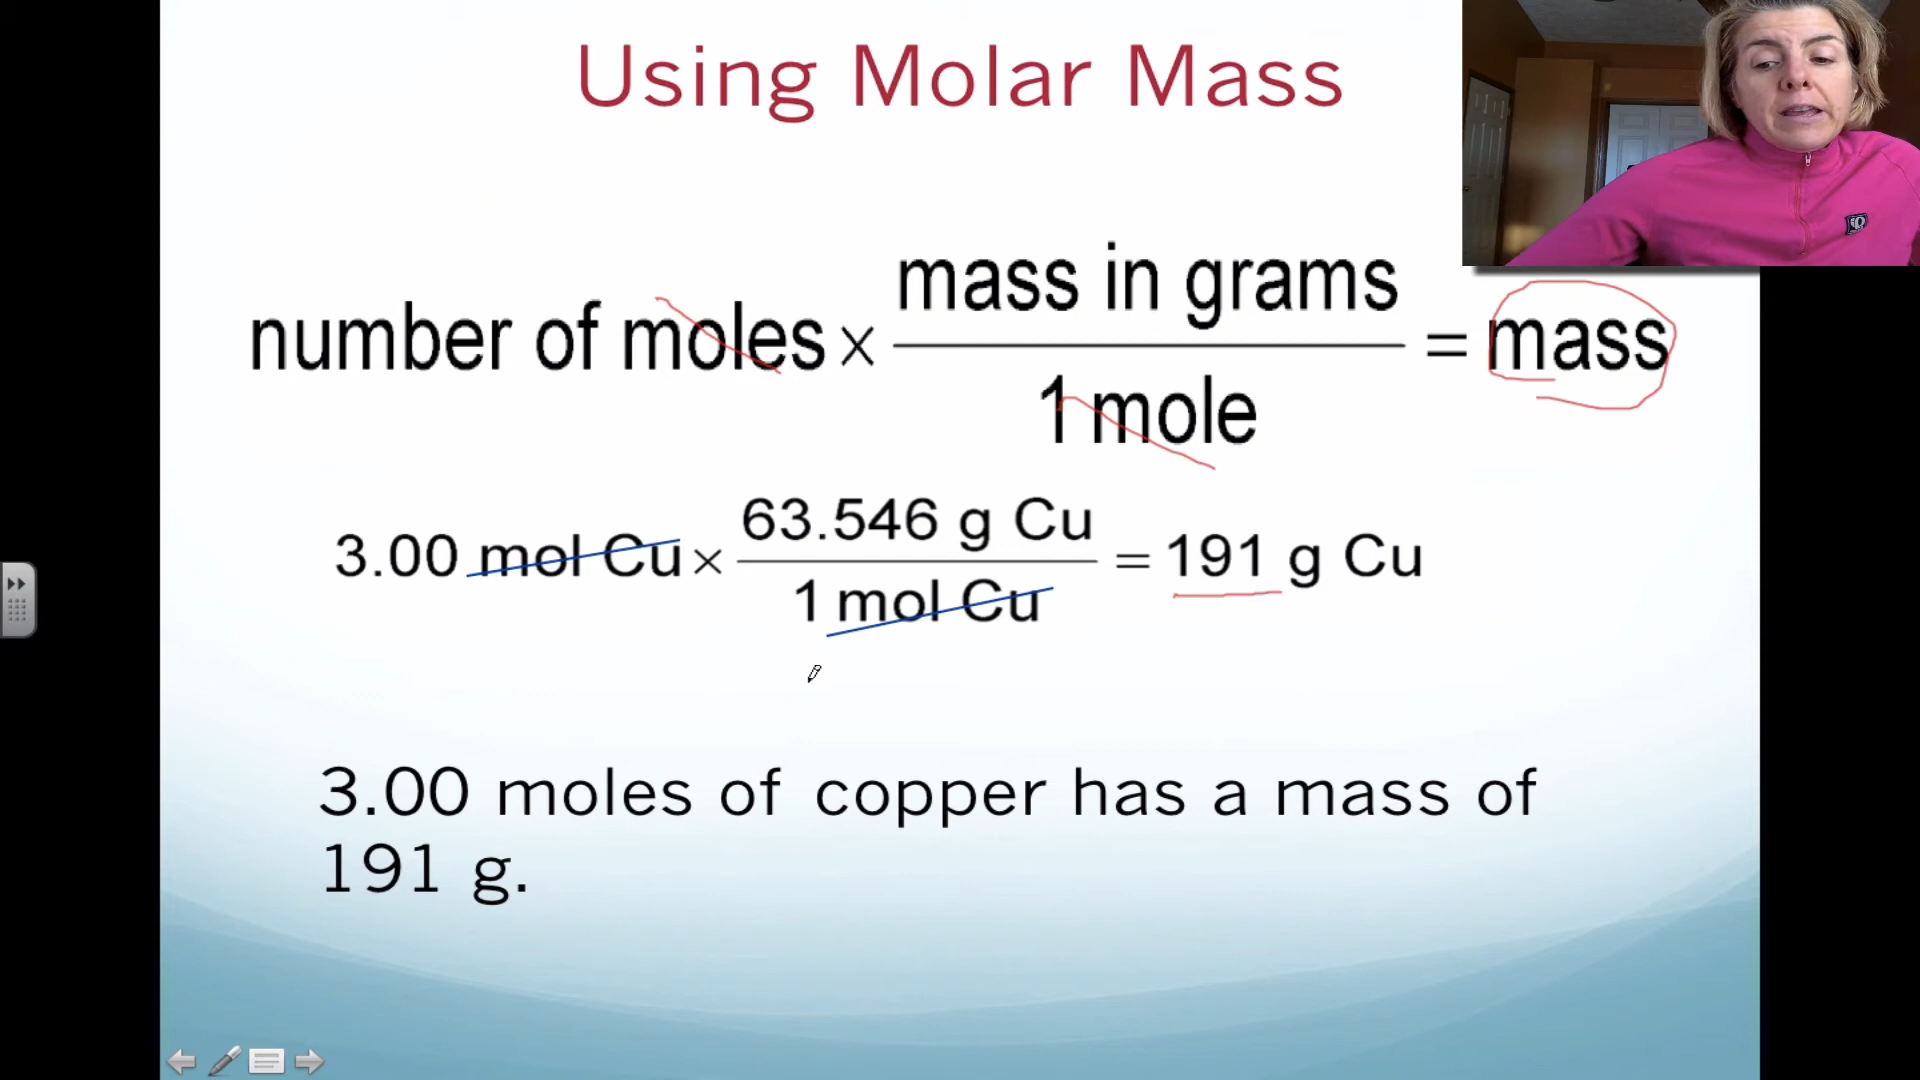 Using Molar Mass
number of moles × mass in grams / 1 mole = mass
3.00 mol Cu × 63.546 g Cu / 1 mol Cu = 191 g Cu
3.00 moles of copper has a mass of
191 g.